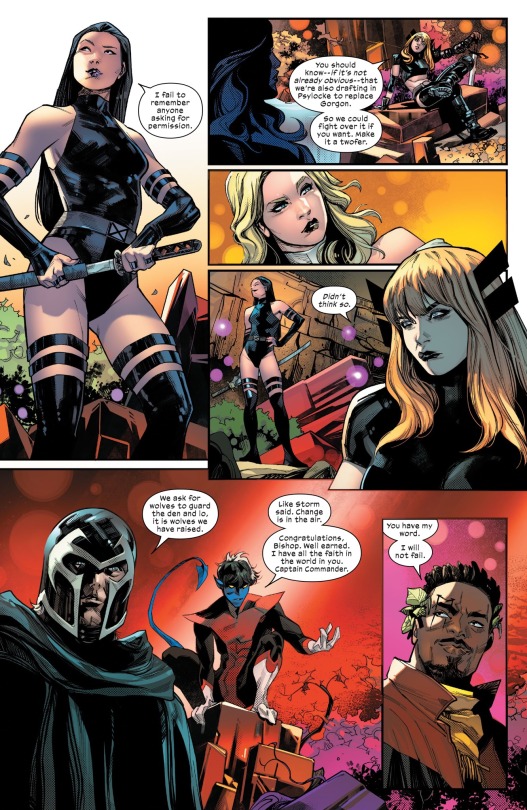 I fail to
remember
anyone
asking for
permission.
You should
know--if it's not
already obvious--that
we're also drafting in
Psylocke to replace
Gorgon.
So we could
fight over it if
you want. Make
it a twofer.
Didn't
think so.
We ask for
wolves to guard
the den and lo,
it is wolves we
have raised.
Like Storm
said. Change
is in the air.
Congratulations,
Bishop. Well earned.
I have all the faith
in the world in you,
Captain Commander.
You have my
word.
I will
not fail.